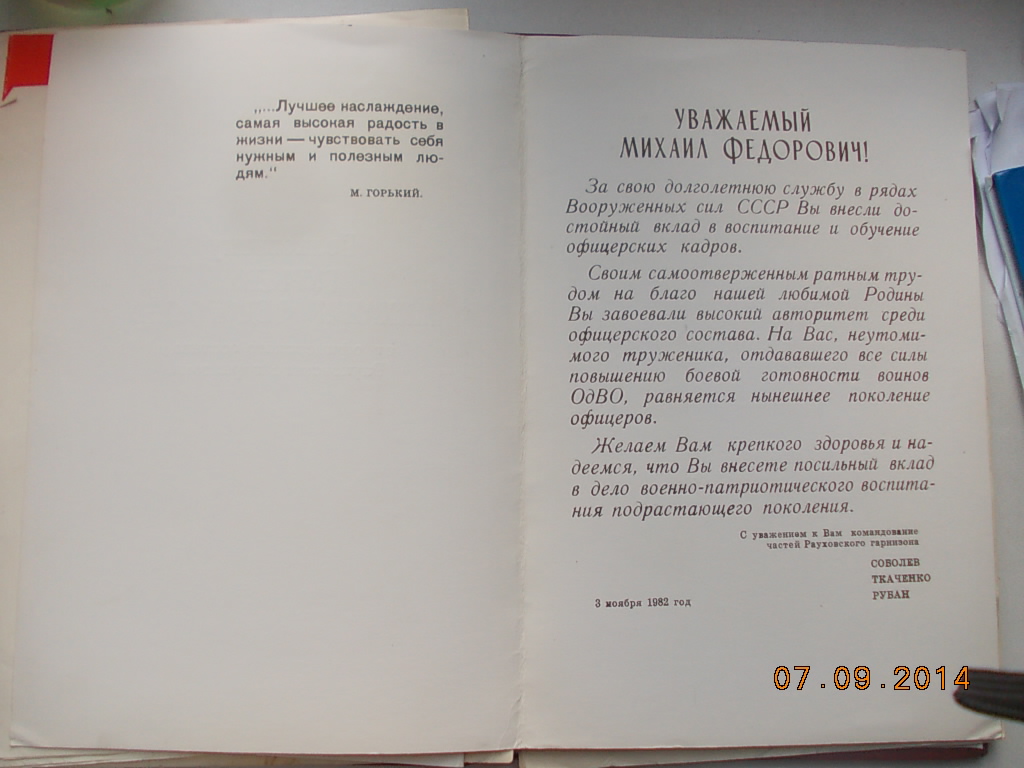 „...Лучшее наслаждение,
самая высокая радость в
жизни — чувствовать себя
нужным и полезным лю-
дям."
М. ГОРЬКИЙ.
УВАЖАЕМЫЙ
МИХАИЛ ФЕДОРОВИЧ!
За свою долголетнюю службу в рядах
Вооруженных сил СССР Вы внесли до-
стойный вклад в воспитание и обучение
офицерских кадров.
Своим самоотверженным ратным тру-
дом на благо нашей любимой Родины
Вы завоевали высокий авторитет среди
офицерского состава. На Вас, неутоми-
мого труженика, отдававшего все силы
повышению боевой готовности воинов
ОдВО, равняется нынешнее поколение
офицеров.
Желаем Вам крепкого здоровья и на-
деемся, что Вы внесете посильный вклад
в дело военно-патриотического воспита-
ния подрастающего поколения.
С уважением к Вам командование
частей Рауховского гарнизона
СОБОЛЕВ
ТКАЧЕНКО
РУБАН
3 ноября 1982 год
07.09.2014